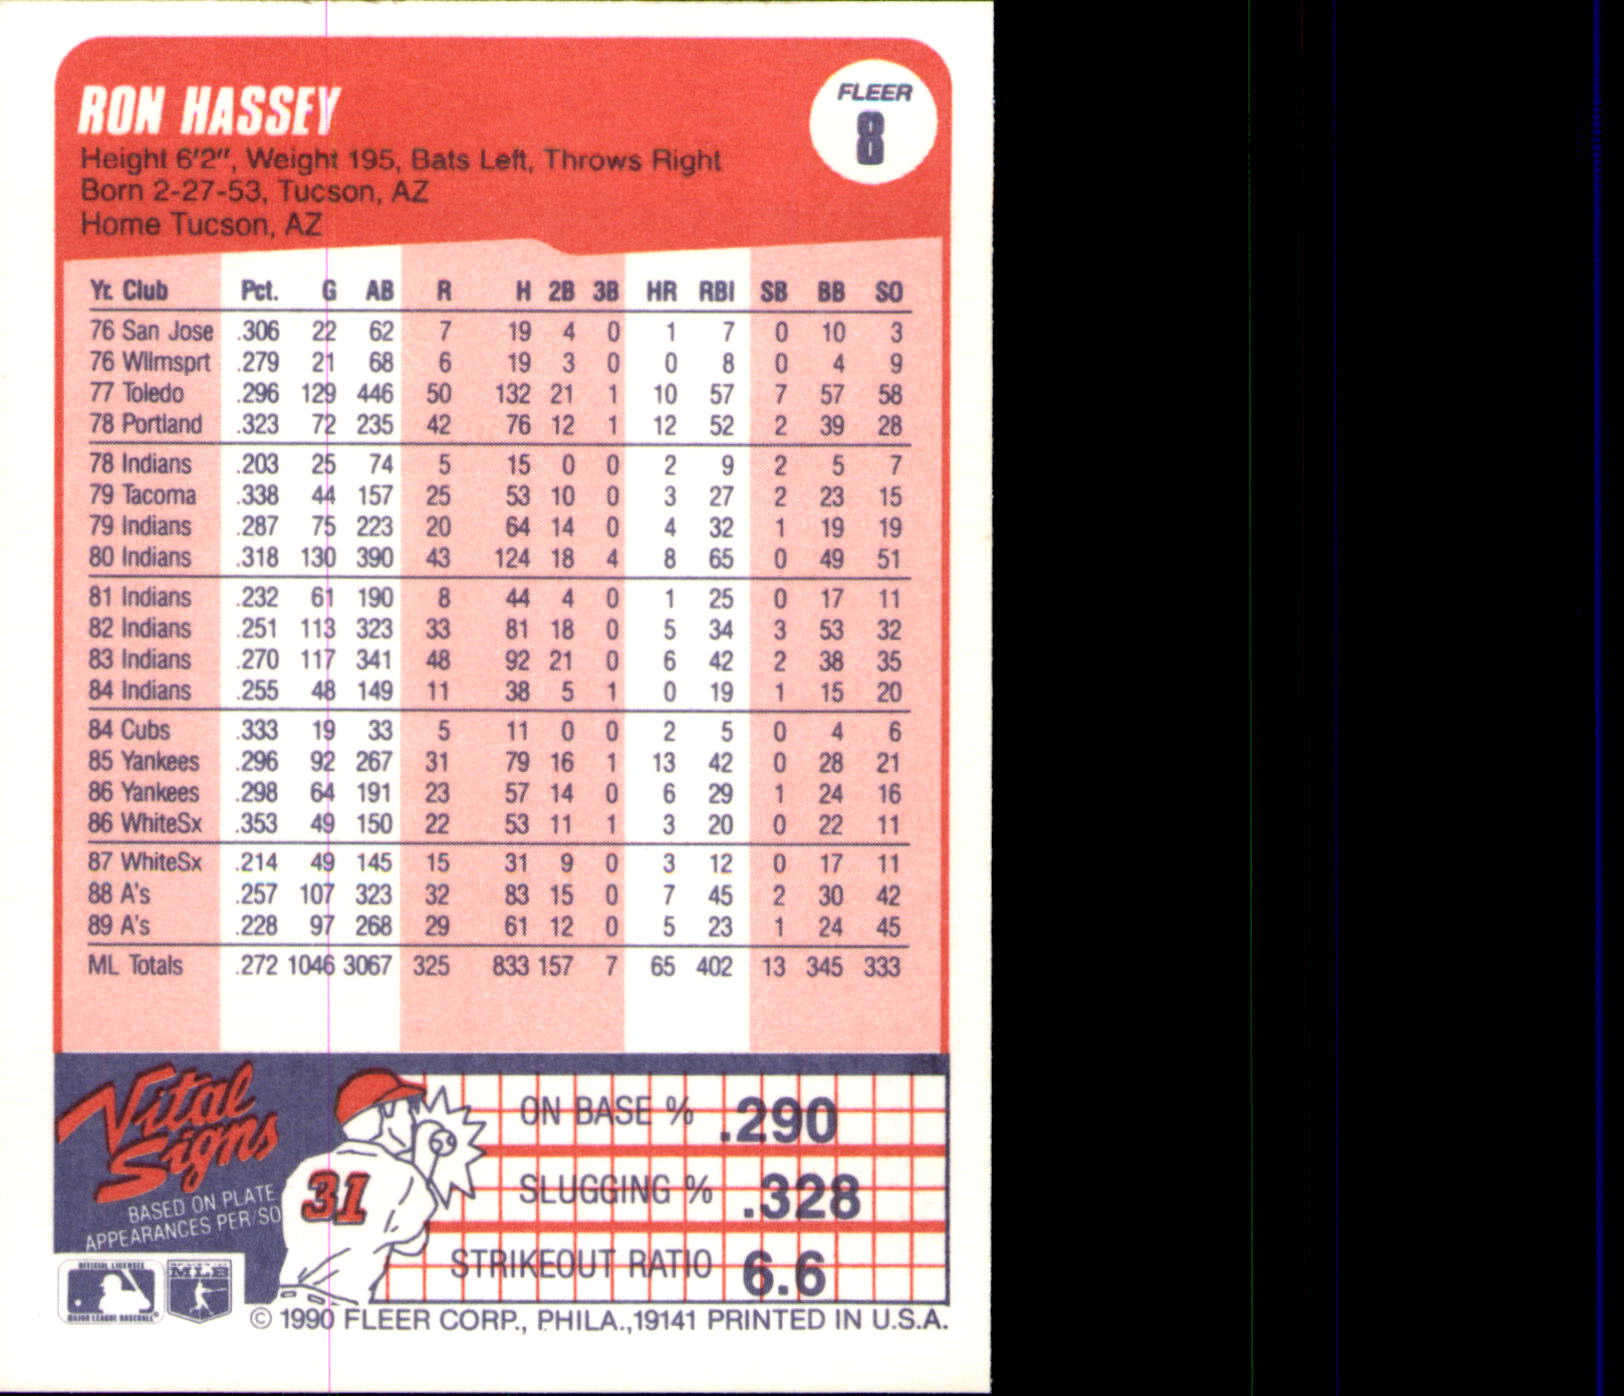 RON HASSEY
FLEER
8
Height 6'2", Weight 195, Bats Left, Throws Right
Born 2-27-53, Tucson, AZ
Home Tucson, AZ
Yr. Club Pct. G AB R H 2B 3B HR RBI SB BB SO
76 San Jose .306 22 62 7 19 4 0 1 7 0 10 3
76 Wllmsprt .279 21 68 6 19 3 0 0 8 0 4 9
77 Toledo .296 129 446 50 132 21 1 10 57 7 57 58
78 Portland .323 72 235 42 76 12 1 12 52 2 39 28
78 Indians .203 25 74 5 15 0 0 2 9 2 5 7
79 Tacoma .338 44 157 25 53 10 0 3 27 2 23 15
79 Indians .287 75 223 20 64 14 0 4 32 1 19 19
80 Indians .318 130 390 43 124 18 4 8 65 0 49 51
81 Indians .232 61 190 8 44 4 0 1 25 0 17 11
82 Indians .251 113 323 33 81 18 0 5 34 3 53 32
83 Indians .270 117 341 48 92 21 0 6 42 2 38 35
84 Indians .255 48 149 11 38 5 1 0 19 1 15 20
84 Cubs .333 19 33 5 11 0 0 2 5 0 4 6
85 Yankees .296 92 267 31 79 16 1 13 42 0 28 21
86 Yankees .298 64 191 23 57 14 0 6 29 1 24 16
86 WhiteSx .353 49 150 22 53 11 1 3 20 0 22 11
87 WhiteSx .214 49 145 15 31 9 0 3 12 0 17 11
88 A's .257 107 323 32 83 15 0 7 45 2 30 42
89 A's .228 97 268 29 61 12 0 5 23 1 24 45
ML Totals .272 1046 3067 325 833 157 7 65 402 13 345 333
Vital
Signs
BASED ON PLATE
APPEARANCES PER/SO
31
ON BASE % .290
SLUGGING % .328
STRIKEOUT RATIO 6.6
OFFICIAL LICENSEE
MAJOR LEAGUE BASEBALL
MLB
© 1990 FLEER CORP., PHILA.,19141 PRINTED IN U.S.A.